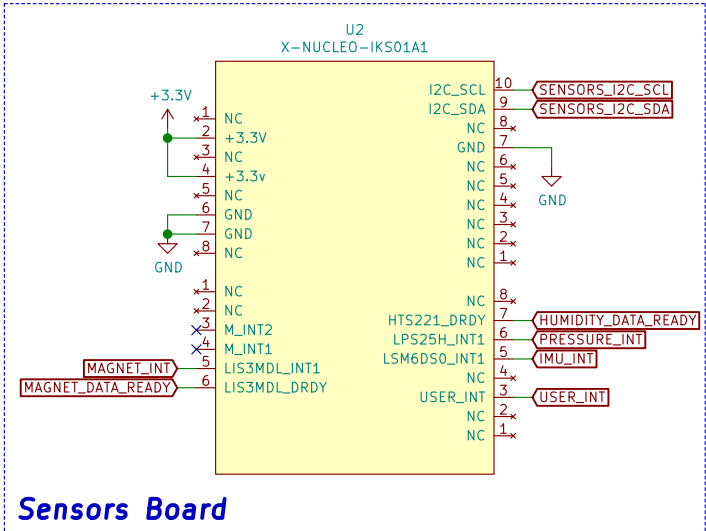 U2
X-NUCLEO-IKS01A1
+3.3V
1 NC
2 +3.3V
3 NC
4 +3.3v
5 NC
6 GND
7 GND
8 NC
GND
1 NC
2 NC
3 M_INT2
4 M_INT1
MAGNET_INT 5 LIS3MDL_INT1
MAGNET_DATA_READY 6 LIS3MDL_DRDY
I2C_SCL 10 SENSORS_I2C_SCL
I2C_SDA 9 SENSORS_I2C_SDA
NC 8
GND 7
NC 6
NC 5
NC 4
NC 3
NC 2
NC 1
GND
NC 8
HTS221_DRDY 7 HUMIDITY_DATA_READY
LPS25H_INT1 6 PRESSURE_INT
LSM6DS0_INT1 5 IMU_INT
NC 4
USER_INT 3 USER_INT
NC 2
NC 1
Sensors Board